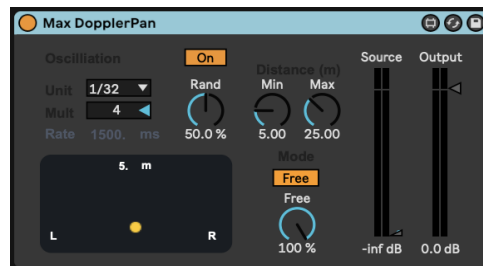 Max DopplerPan
Oscilliation
On
Source
Output
Unit
1/32
Rand
Distance (m)
Min
Max
Mult
4
Rate
1500.
ms
50.0 %
5.00
25.00
Mode
5. m
Free
Free
L
R
100 %
-inf dB
0.0 dB